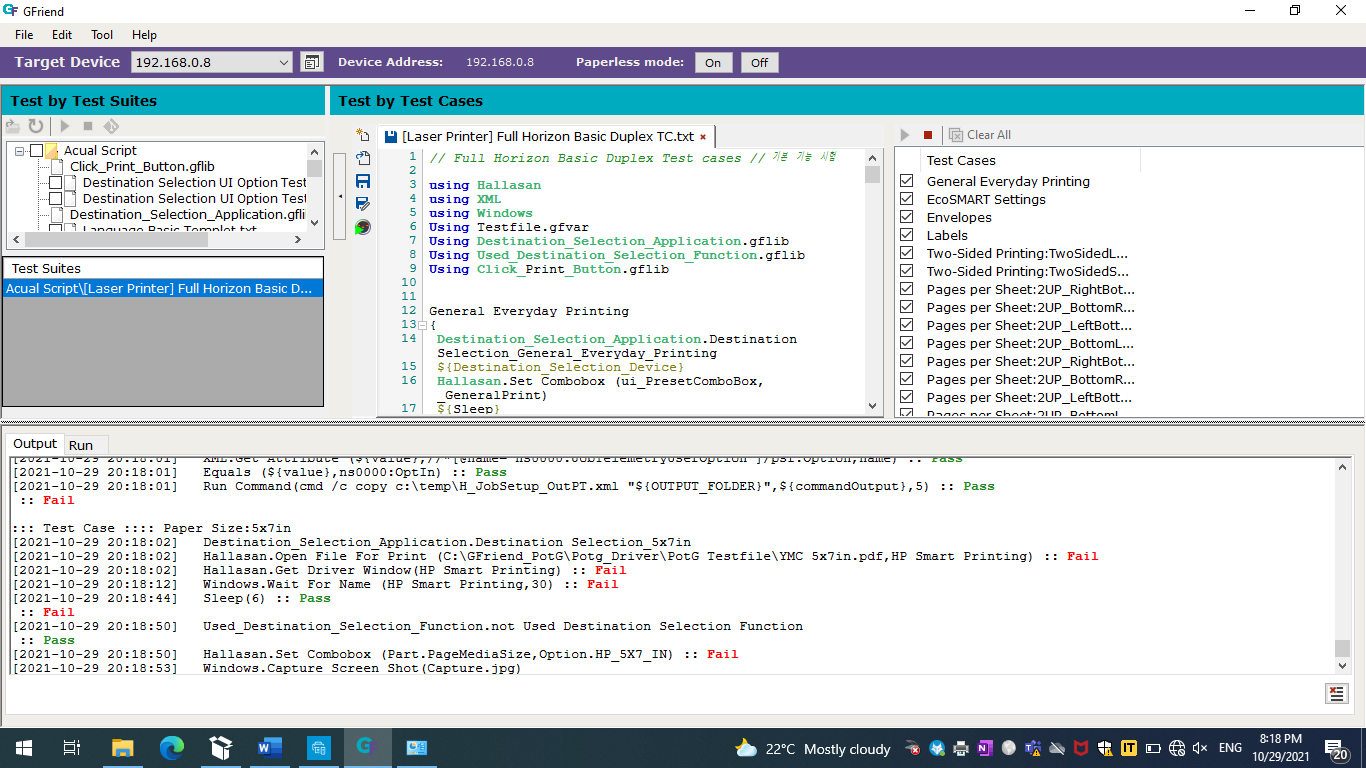 GFriend
File Edit Tool Help
Target Device 192.168.0.8 Device Address: 192.168.0.8 Paperless mode: On Off
Test by Test Suites
Test by Test Cases
Acual Script
Click_Print_Button.gflib
Destination Selection UI Option Test
Destination Selection UI Option Test
Destination_Selection_Application.gfli
Language Basic Templet.txt
Test Suites
Acual Script\[Laser Printer] Full Horizon Basic D...
[Laser Printer] Full Horizon Basic Duplex TC.txt ×
1 // Full Horizon Basic Duplex Test cases // 기본 기능 시험
2
3 using Hallasan
4 using XML
5 using Windows
6 Using Testfile.gfvar
7 Using Destination_Selection_Application.gflib
8 Using Used_Destination_Selection_Function.gflib
9 Using Click_Print_Button.gflib
10
11
12 General Everyday Printing
13 {
14 Destination_Selection_Application.Destination
Selection_General_Everyday_Printing
15 ${Destination_Selection_Device}
16 Hallasan.Set Combobox (ui_PresetComboBox,
_GeneralPrint)
17 ${Sleep}
Clear All
Test Cases
General Everyday Printing
EcoSMART Settings
Envelopes
Labels
Two-Sided Printing:TwoSidedL...
Two-Sided Printing:TwoSidedS...
Pages per Sheet:2UP_RightBot...
Pages per Sheet:2UP_BottomR...
Pages per Sheet:2UP_LeftBott...
Pages per Sheet:2UP_BottomL...
Pages per Sheet:2UP_RightBot...
Pages per Sheet:2UP_BottomR...
Pages per Sheet:2UP_LeftBott...
Pages per Sheet:2UP_BottomL...
Output Run
[2021-10-29 20:18:01] XML.Get Attribute (${value},//*[@name='ns0000:JobTelemetryUserOption']/psf:Option,name) :: Pass
[2021-10-29 20:18:01] Equals (${value},ns0000:OptIn) :: Pass
[2021-10-29 20:18:01] Run Command(cmd /c copy c:\temp\H_JobSetup_OutPT.xml "${OUTPUT_FOLDER}",${commandOutput},5) :: Pass
:: Fail
::: Test Case :::: Paper Size:5x7in
[2021-10-29 20:18:02] Destination_Selection_Application.Destination Selection_5x7in
[2021-10-29 20:18:02] Hallasan.Open File For Print (C:\GFriend_PotG\Potg_Driver\PotG Testfile\YMC 5x7in.pdf,HP Smart Printing) :: Fail
[2021-10-29 20:18:02] Hallasan.Get Driver Window(HP Smart Printing) :: Fail
[2021-10-29 20:18:12] Windows.Wait For Name (HP Smart Printing,30) :: Fail
[2021-10-29 20:18:44] Sleep(6) :: Pass
:: Fail
[2021-10-29 20:18:50] Used_Destination_Selection_Function.not Used Destination Selection Function
:: Pass
[2021-10-29 20:18:50] Hallasan.Set Combobox (Part.PageMediaSize,Option.HP_5X7_IN) :: Fail
[2021-10-29 20:18:53] Windows.Capture Screen Shot(Capture.jpg)
22°C Mostly cloudy ENG 8:18 PM
10/29/2021
20